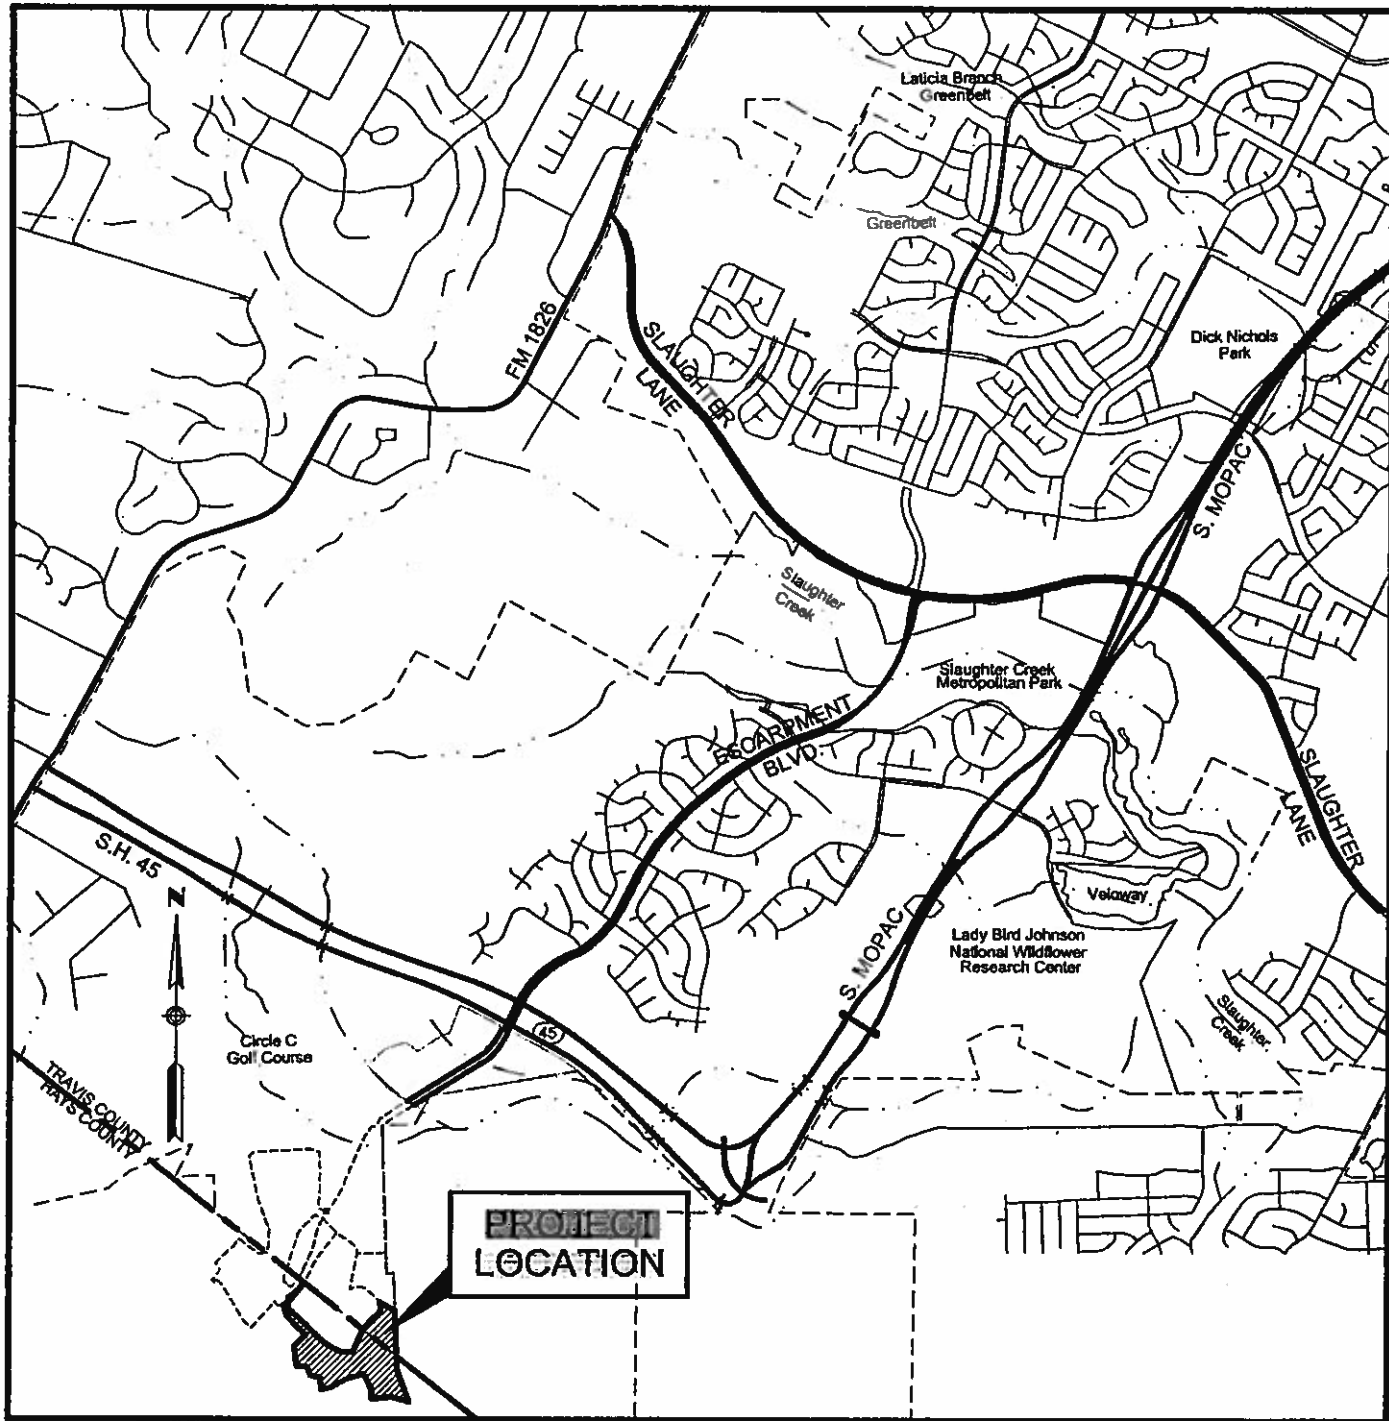 Laticia Branch
Greenbelt
Greenbelt
Dick Nichols
Park
FM 1826
SLAUGHTER
LANE
S. MOPAC
Slaughter
Creek
Slaughter Creek
Metropolitan Park
ESCARPMENT
BLVD.
SLAUGHTER
LANE
S.H. 45
N
Veloway
S. MOPAC
Lady Bird Johnson
National Wildflower
Research Center
Slaughter
Creek
45
Circle C
Golf Course
TRAVIS COUNTY
HAYS COUNTY
PROJECT
LOCATION